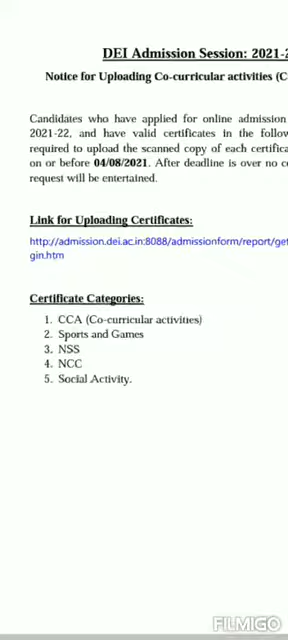 DEI Admission Session: 2021-2
Notice for Uploading Co-curricular activities (C
Candidates who have applied for online admission
2021-22, and have valid certificates in the follow
required to upload the scanned copy of each certifica
on or before 04/08/2021. After deadline is over no c
request will be entertained.
Link for Uploading Certificates:
http://admission.dei.ac.in:8088/admissionform/report/get
gin.htm
Certificate Categories:
1. CCA (Co-curricular activities)
2. Sports and Games
3. NSS
4. NCC
5. Social Activity.
FILMIGO